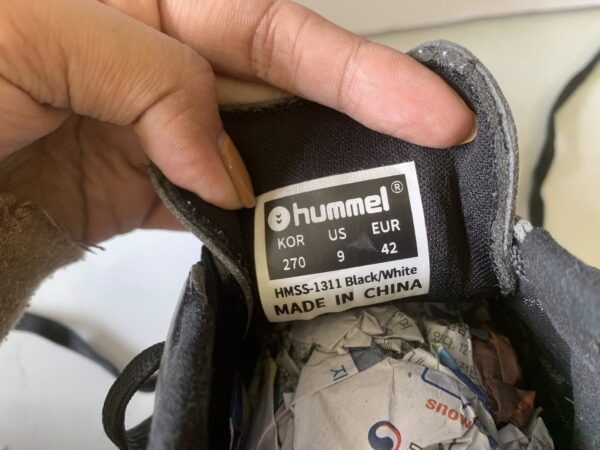 hummel®
KOR US EUR
270 9 42
HMSS-1311 Black/White
MADE IN CHINA